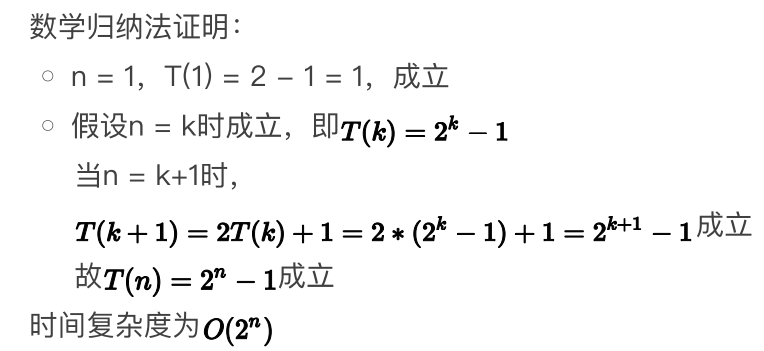 数学归纳法证明：
○ n = 1，T(1) = 2 − 1 = 1，成立
○ 假设n = k时成立，即T(k) = 2^k − 1
当n = k+1时，
T(k + 1) = 2T(k) + 1 = 2 * (2^k − 1) + 1 = 2^{k+1} − 1成立
故T(n) = 2^n − 1成立
时间复杂度为O(2^n)